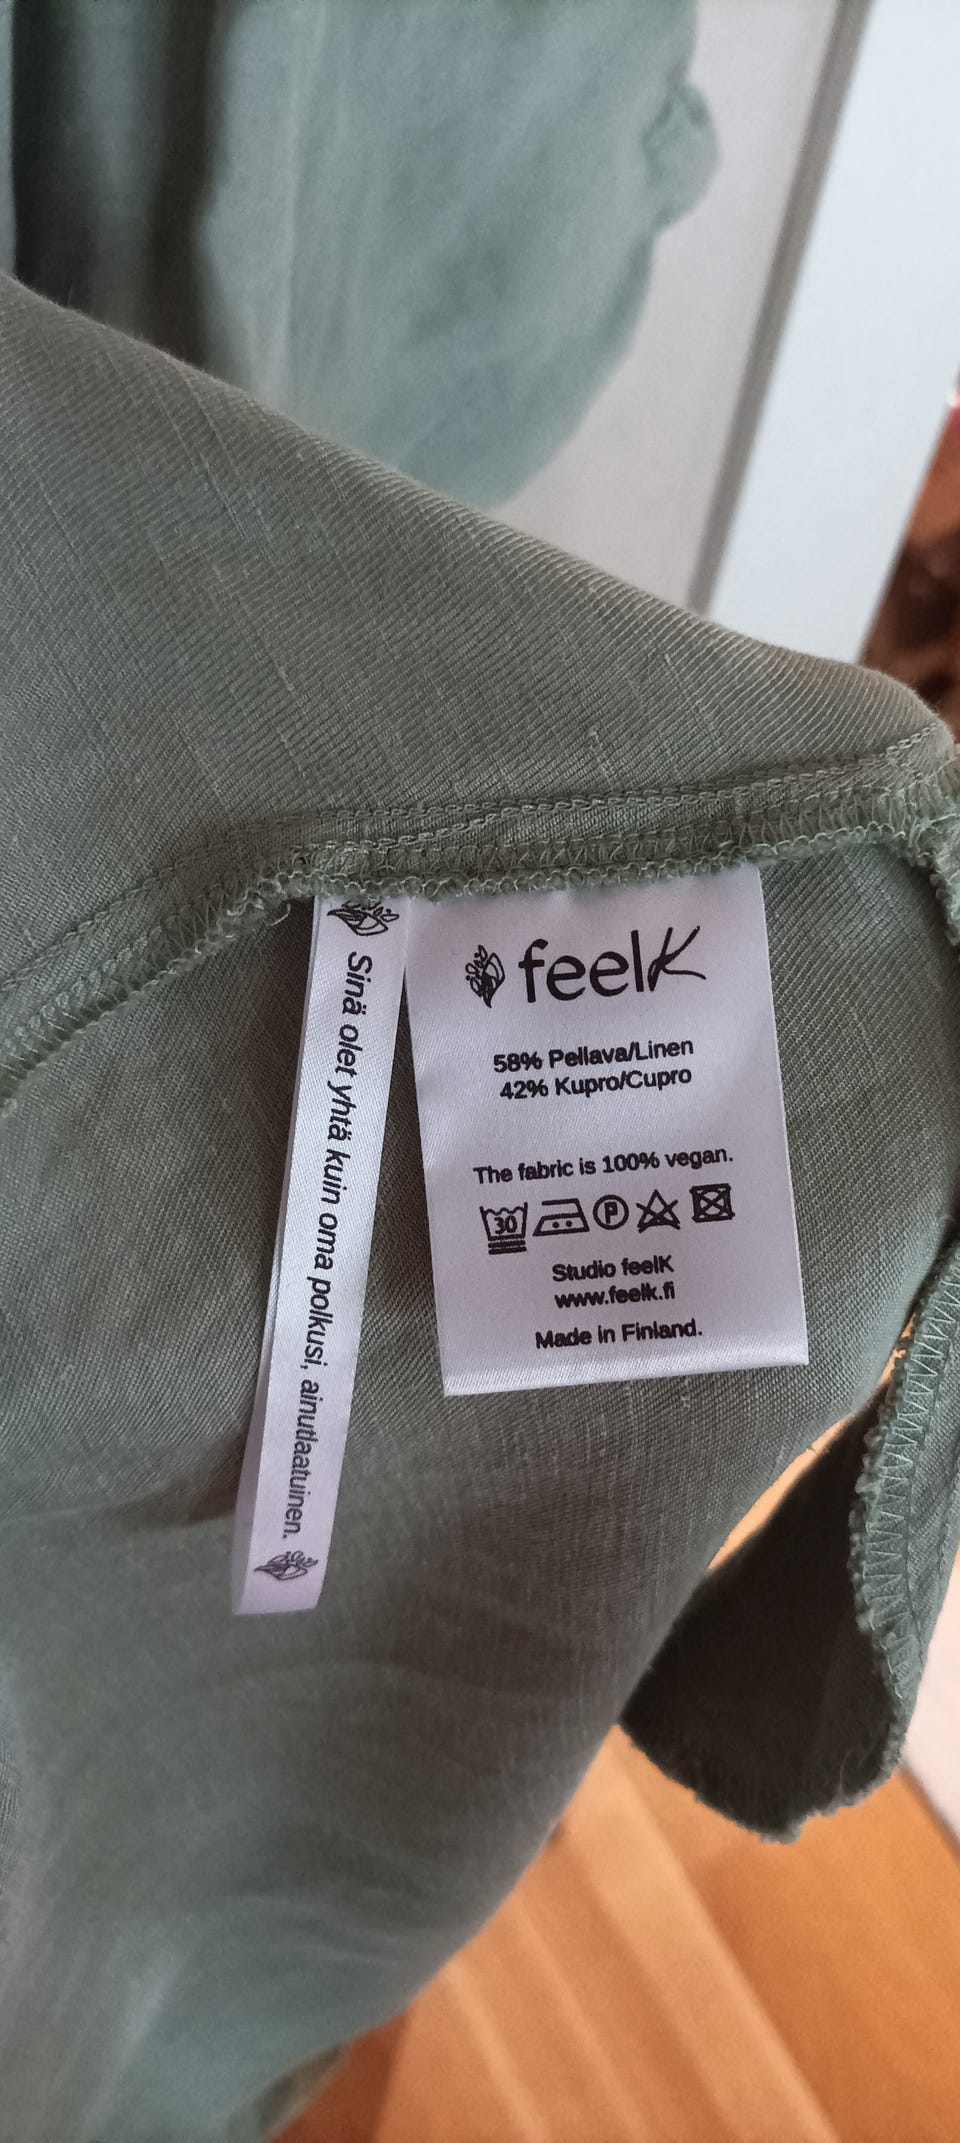 Sinä olet yhtä kuin oma polkusi, ainutlaatuinen.
feelK
58% Pellava/Linen
42% Kupro/Cupro
The fabric is 100% vegan.
30 P
Studio feelK
www.feelk.fi
Made in Finland.